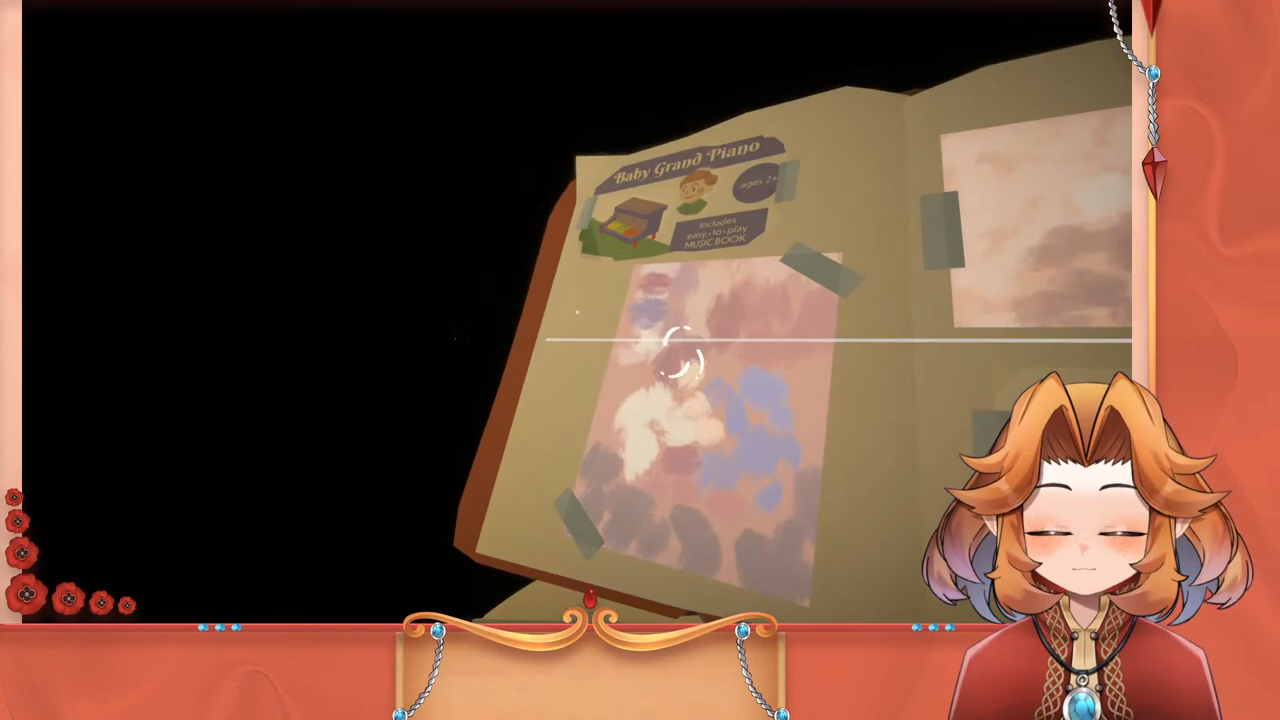 Baby Grand Piano
ages 2+
Includes
easy-to-play
MUSIC BOOK